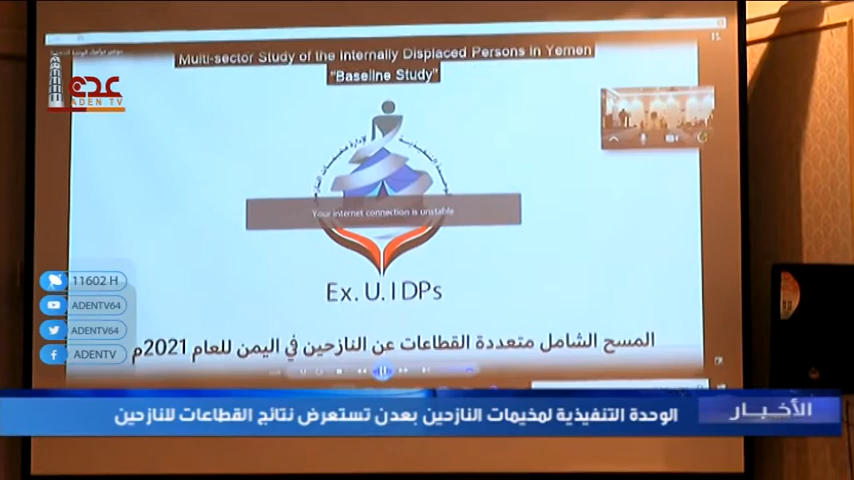 Multi-sector Study of the Internally Displaced Persons in Yemen
"Baseline Study"
عدن
ADEN TV
Your internet connection is unstable
Ex. U. IDPs
11602 H
ADENTV64
ADENTV64
ADENTV
المسح الشامل متعددة القطاعات عن النازحين في اليمن للعام 2021م
الأخبار
الوحدة التنفيذية لمخيمات النازحين بعدن تستعرض نتائج القطاعات للنازحين